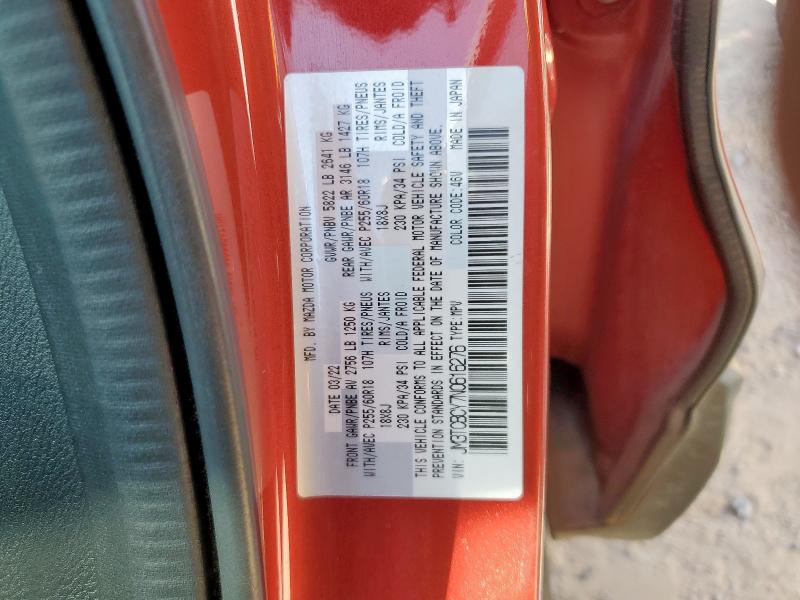 MFD. BY MAZDA MOTOR CORPORATION
DATE 03/22 GVWR/PNBV 5822 LB 2641 KG
FRONT GAWR/PNBE AV 2756 LB 1250 KG REAR GAWR/PNBE AR 3146 LB 1427 KG
WITH/AVEC P255/60R18 107H TIRES/PNEUS WITH/AVEC P255/60R18 107H TIRES/PNEUS
18X8J RIMS/JANTES 18X8J RIMS/JANTES
230 KPA/34 PSI COLD/A FROID 230 KPA/34 PSI COLD/A FROID
THIS VEHICLE CONFORMS TO ALL APPLICABLE FEDERAL MOTOR VEHICLE SAFETY AND THEFT
PREVENTION STANDARDS IN EFFECT ON THE DATE OF MANUFACTURE SHOWN ABOVE.
VIN: JM3TCBCY7N0616276 TYPE:MPV COLOR CODE:46V MADE IN JAPAN